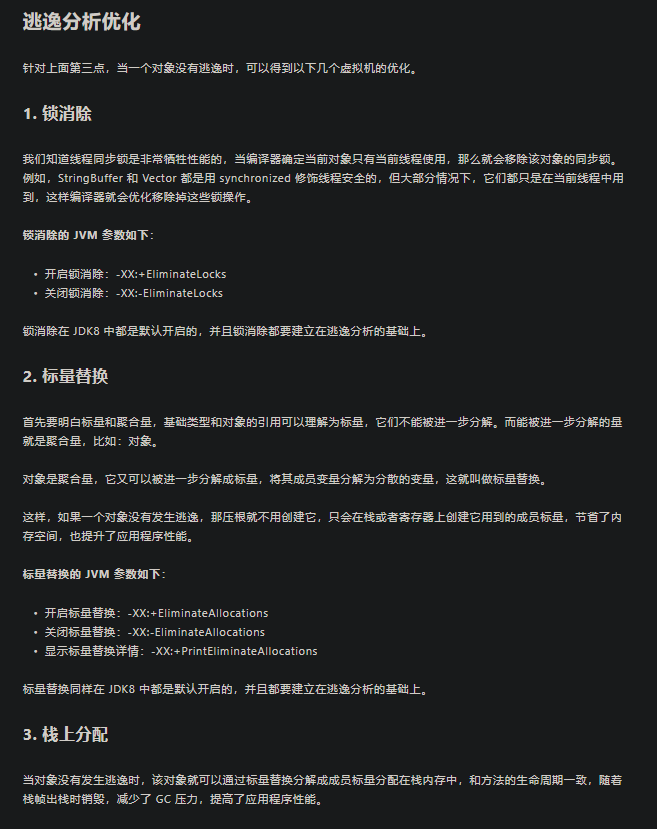 逃逸分析优化
针对上面第三点，当一个对象没有逃逸时，可以得到以下几个虚拟机的优化。
1. 锁消除
我们知道线程同步锁是非常牺牲性能的，当编译器确定当前对象只有当前线程使用，那么就会移除该对象的同步锁。
例如，StringBuffer 和 Vector 都是用 synchronized 修饰线程安全的，但大部分情况下，它们都只是在当前线程中用
到，这样编译器就会优化移除掉这些锁操作。
锁消除的 JVM 参数如下：
• 开启锁消除：-XX:+EliminateLocks
• 关闭锁消除：-XX:-EliminateLocks
锁消除在 JDK8 中都是默认开启的，并且锁消除都要建立在逃逸分析的基础上。
2. 标量替换
首先要明白标量和聚合量，基础类型和对象的引用可以理解为标量，它们不能被进一步分解。而能被进一步分解的量
就是聚合量，比如：对象。
对象是聚合量，它又可以被进一步分解成标量，将其成员变量分解为分散的变量，这就叫做标量替换。
这样，如果一个对象没有发生逃逸，那压根就不用创建它，只会在栈或者寄存器上创建它用到的成员标量，节省了内
存空间，也提升了应用程序性能。
标量替换的 JVM 参数如下：
• 开启标量替换：-XX:+EliminateAllocations
• 关闭标量替换：-XX:-EliminateAllocations
• 显示标量替换详情：-XX:+PrintEliminateAllocations
标量替换同样在 JDK8 中都是默认开启的，并且都要建立在逃逸分析的基础上。
3. 栈上分配
当对象没有发生逃逸时，该对象就可以通过标量替换分解成成员标量分配在栈内存中，和方法的生命周期一致，随着
栈帧出栈时销毁，减少了 GC 压力，提高了应用程序性能。